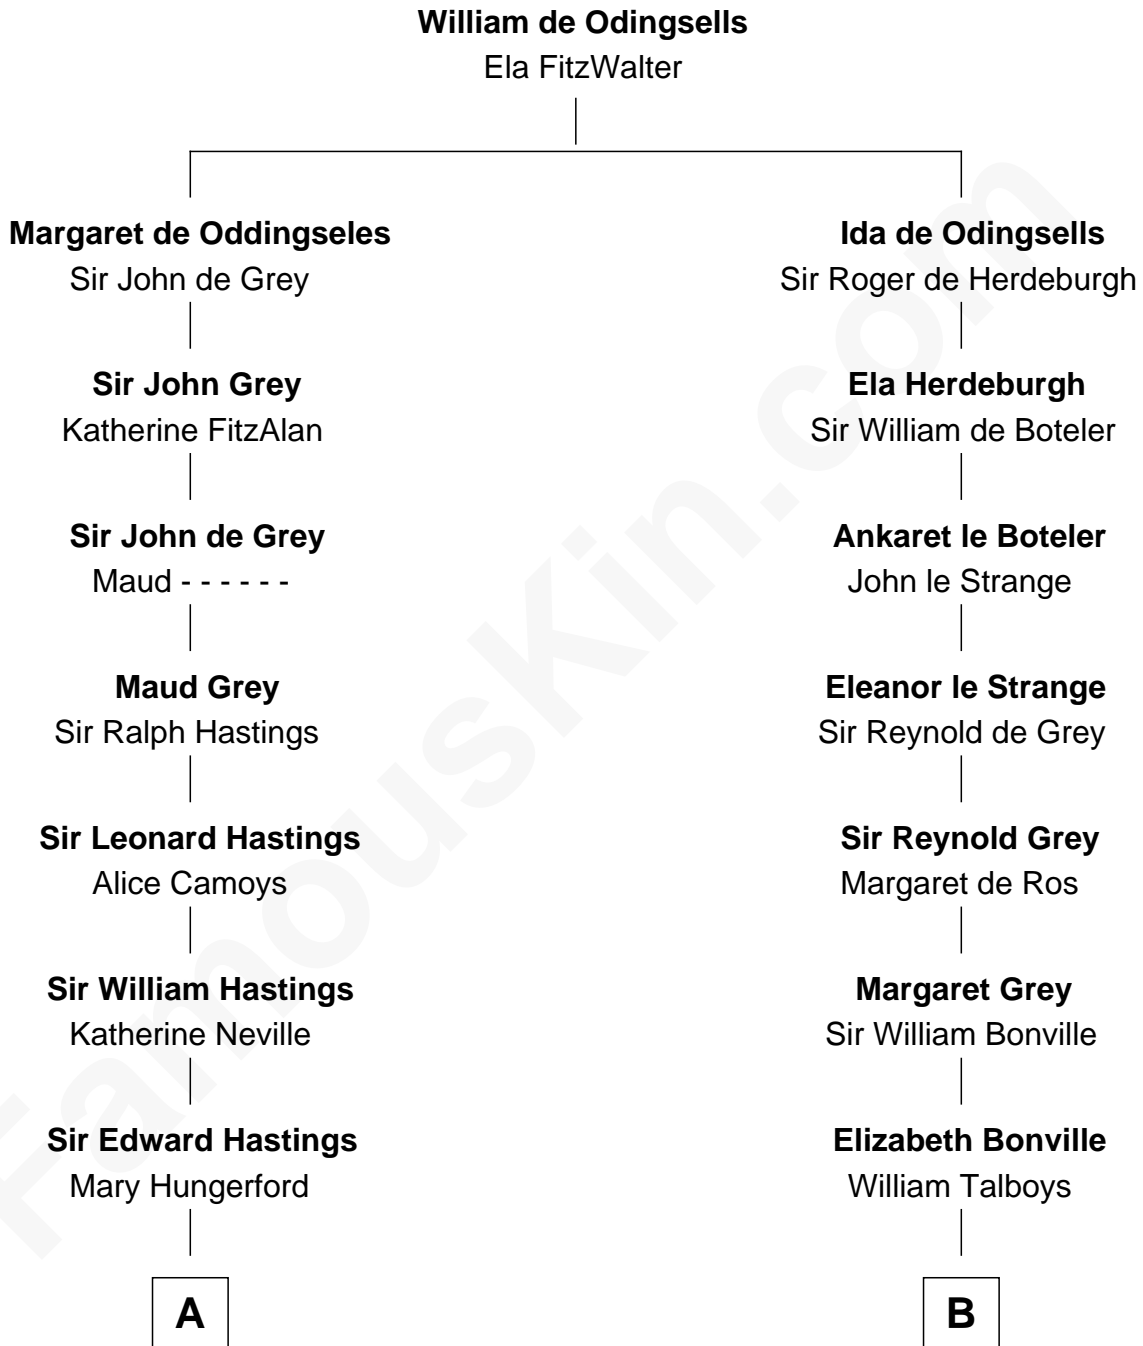 William de Odingsells
Ela FitzWalter
Margaret de Oddingseles
Sir John de Grey
Ida de Odingsells
Sir Roger de Herdeburgh
Sir John Grey
Katherine FitzAlan
Ela Herdeburgh
Sir William de Boteler
Sir John de Grey
Maud - - - - - -
Ankaret le Boteler
John le Strange
Maud Grey
Sir Ralph Hastings
Eleanor le Strange
Sir Reynold de Grey
Sir Leonard Hastings
Alice Camoys
Sir Reynold Grey
Margaret de Ros
Sir William Hastings
Katherine Neville
Margaret Grey
Sir William Bonville
Sir Edward Hastings
Mary Hungerford
Elizabeth Bonville
William Talboys
A
B
FamousKin.com